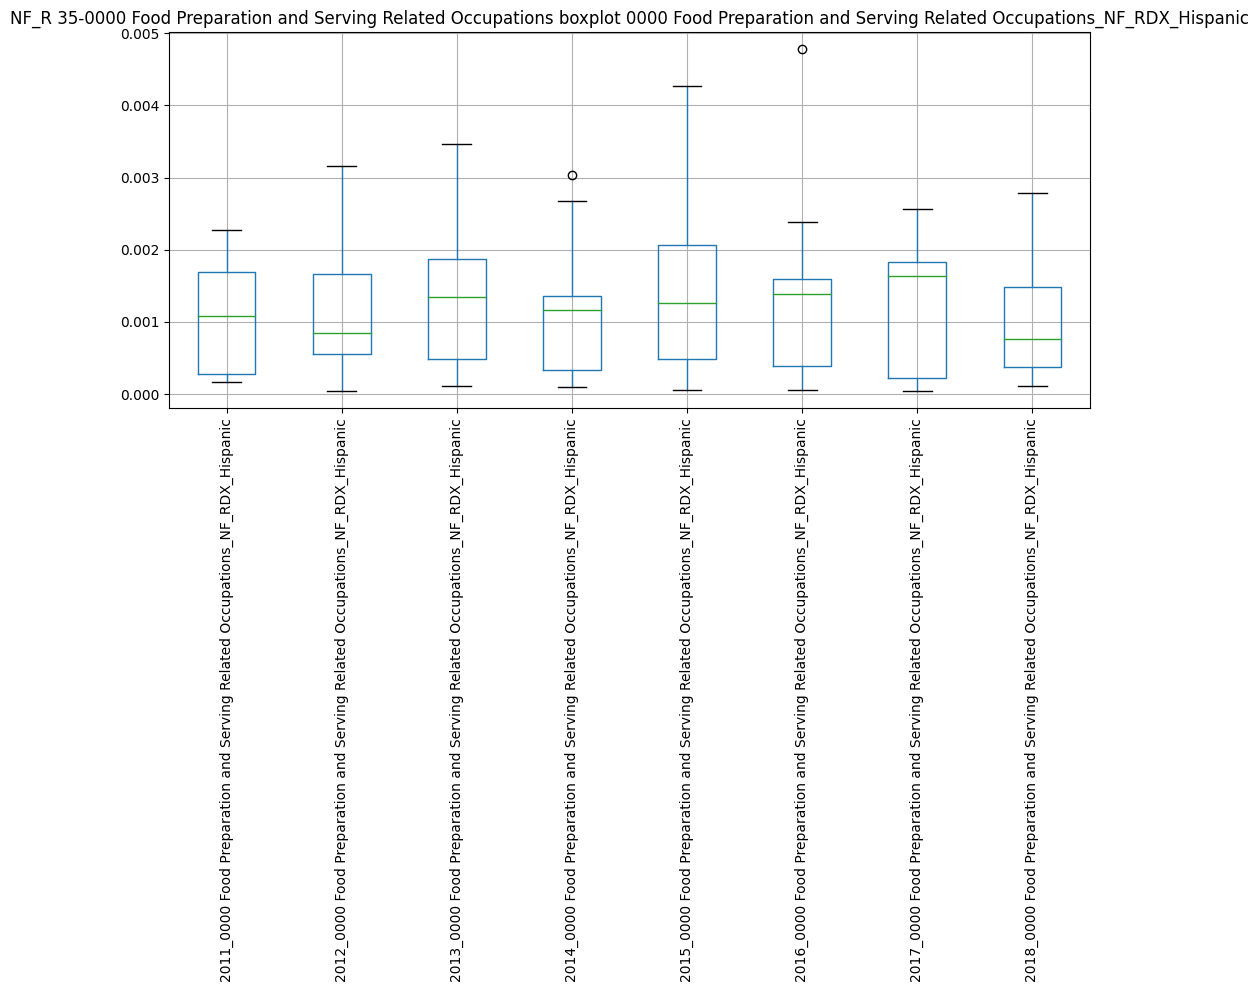 NF_R 35-0000 Food Preparation and Serving Related Occupations boxplot 0000 Food Preparation and Serving Related Occupations_NF_RDX_Hispanic
0.005
0.004
0.003
0.002
0.001
0.000
2011_0000 Food Preparation and Serving Related Occupations_NF_RDX_Hispanic
2012_0000 Food Preparation and Serving Related Occupations_NF_RDX_Hispanic
2013_0000 Food Preparation and Serving Related Occupations_NF_RDX_Hispanic
2014_0000 Food Preparation and Serving Related Occupations_NF_RDX_Hispanic
2015_0000 Food Preparation and Serving Related Occupations_NF_RDX_Hispanic
2016_0000 Food Preparation and Serving Related Occupations_NF_RDX_Hispanic
2017_0000 Food Preparation and Serving Related Occupations_NF_RDX_Hispanic
2018_0000 Food Preparation and Serving Related Occupations_NF_RDX_Hispanic